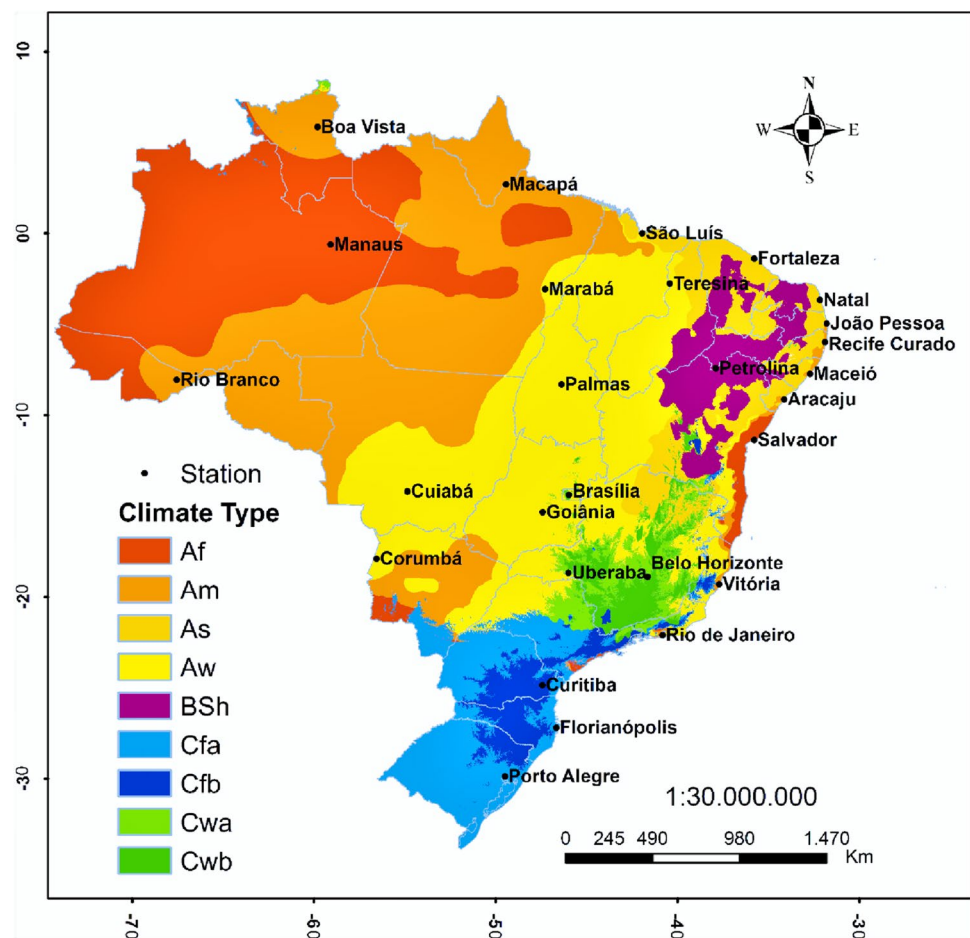 10
00
-10
-20
-30
N
W
E
S
Boa Vista
Macapá
Manaus
São Luís
Fortaleza
Marabá
Teresina
Natal
João Pessoa
Recife Curado
Rio Branco
Palmas
Petrolina
Maceió
Aracaju
Salvador
Cuiabá
Brasília
Goiânia
Corumbá
Uberaba
Belo Horizonte
Vitória
Rio de Janeiro
Curitiba
Florianópolis
Porto Alegre
Station
Climate Type
Af
Am
As
Aw
BSh
Cfa
Cfb
Cwa
Cwb
1:30.000.000
0 245 490 980 1.470
Km
-70 -60 -50 -40 -30